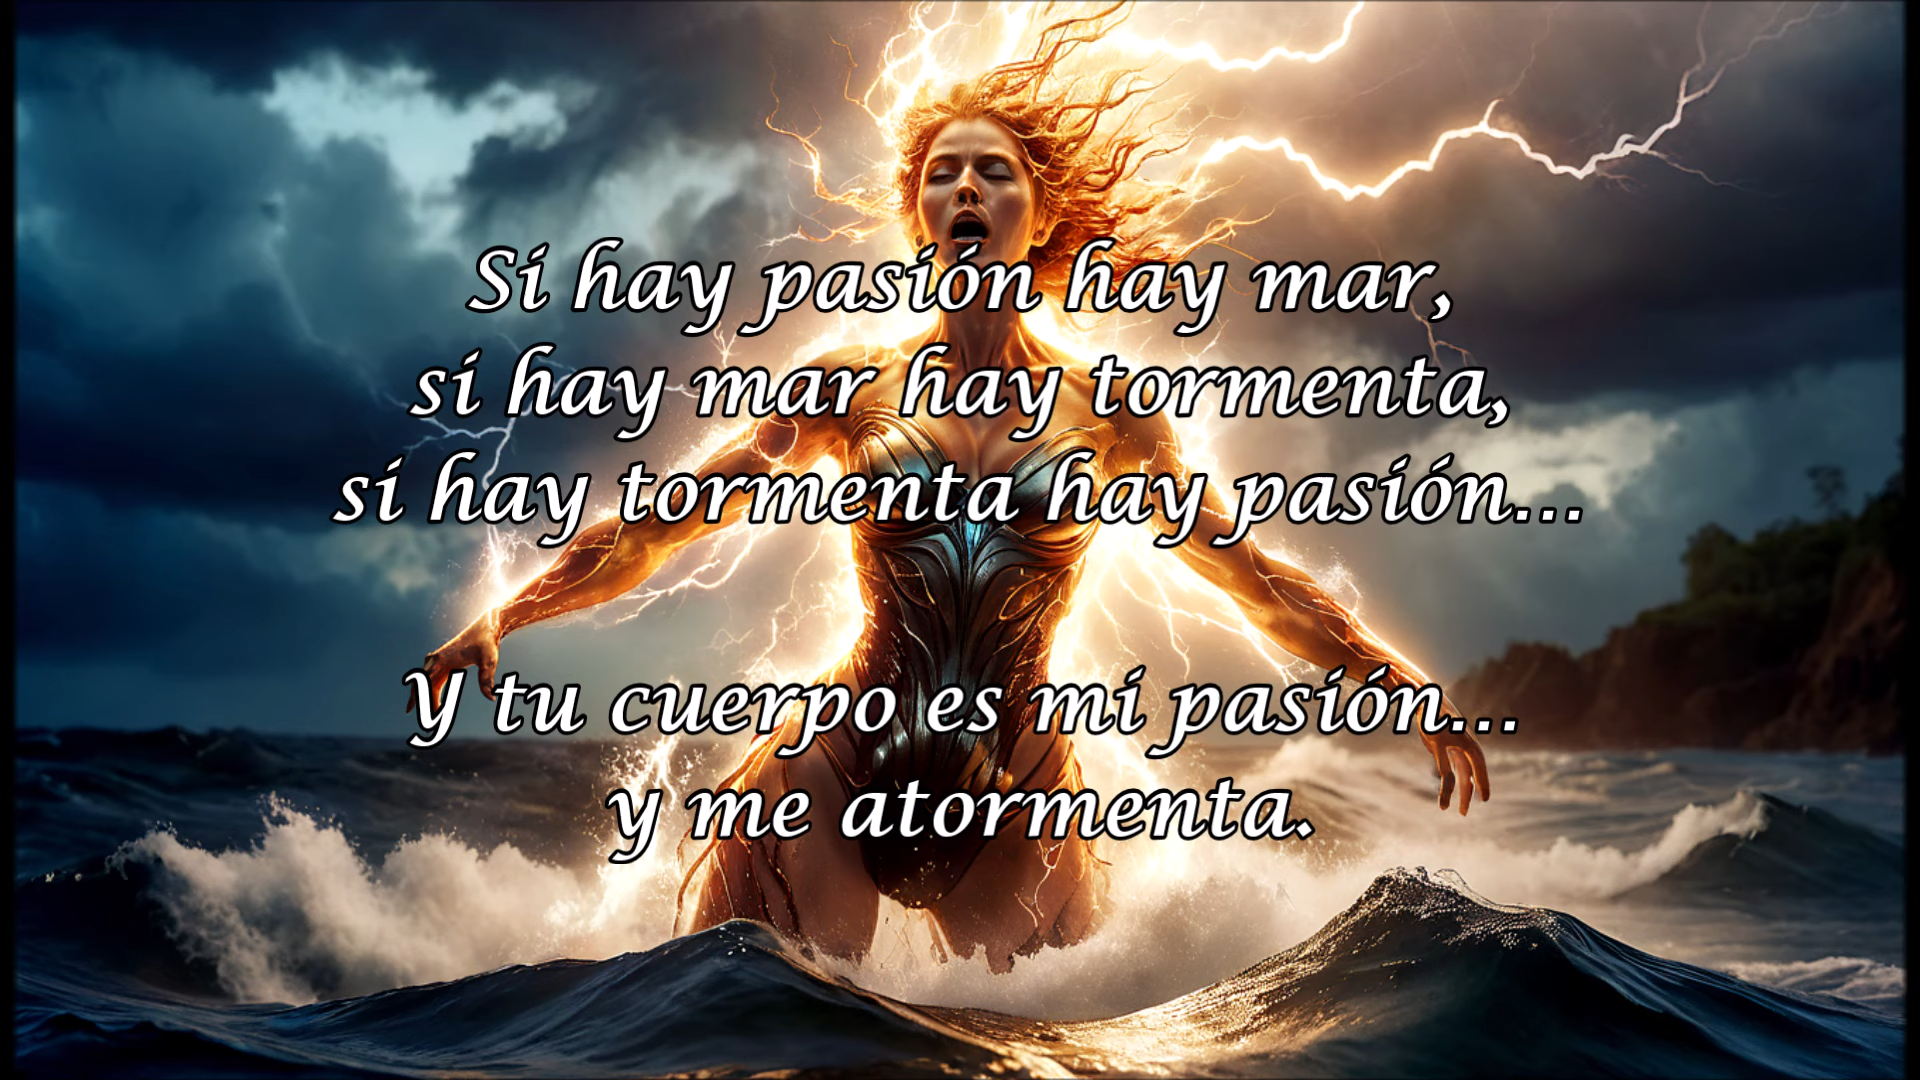 Si hay pasión hay mar,
si hay mar hay tormenta,
si hay tormenta hay pasión...
Y tu cuerpo es mi pasión...
y me atormenta.